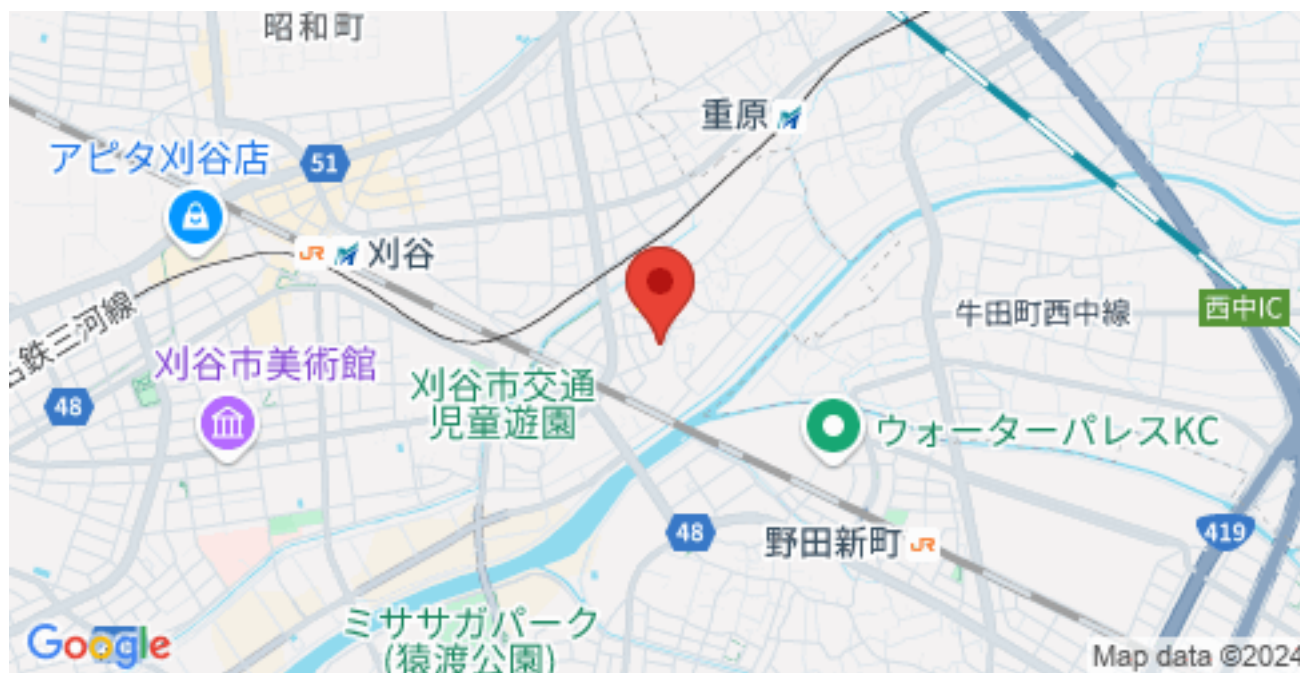 昭和町
重原
アピタ刈谷店
51
JR 刈谷
名鉄三河線
牛田町西中線
西中IC
刈谷市美術館
48
刈谷市交通
児童遊園
ウォーターパレスKC
48
野田新町 JR
419
ミササガパーク
(猿渡公園)
Google
Map data ©2024